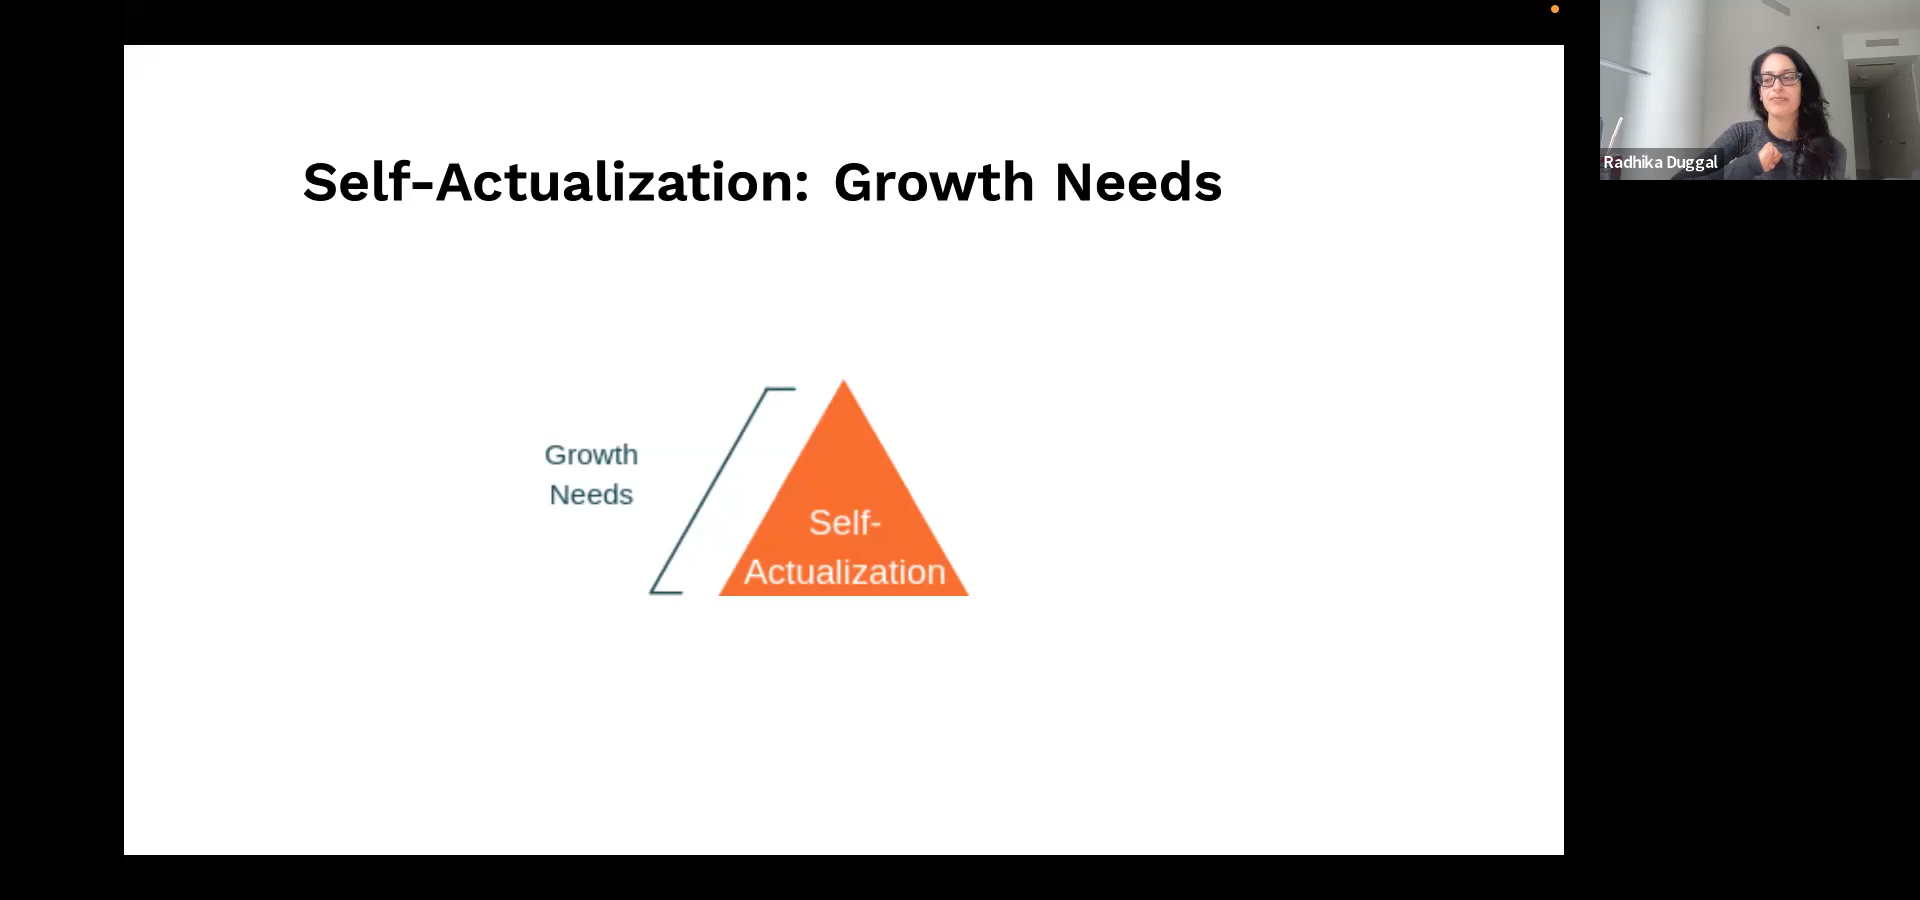 Self-Actualization: Growth Needs
Growth
Needs
Self-
Actualization
Radhika Duggal